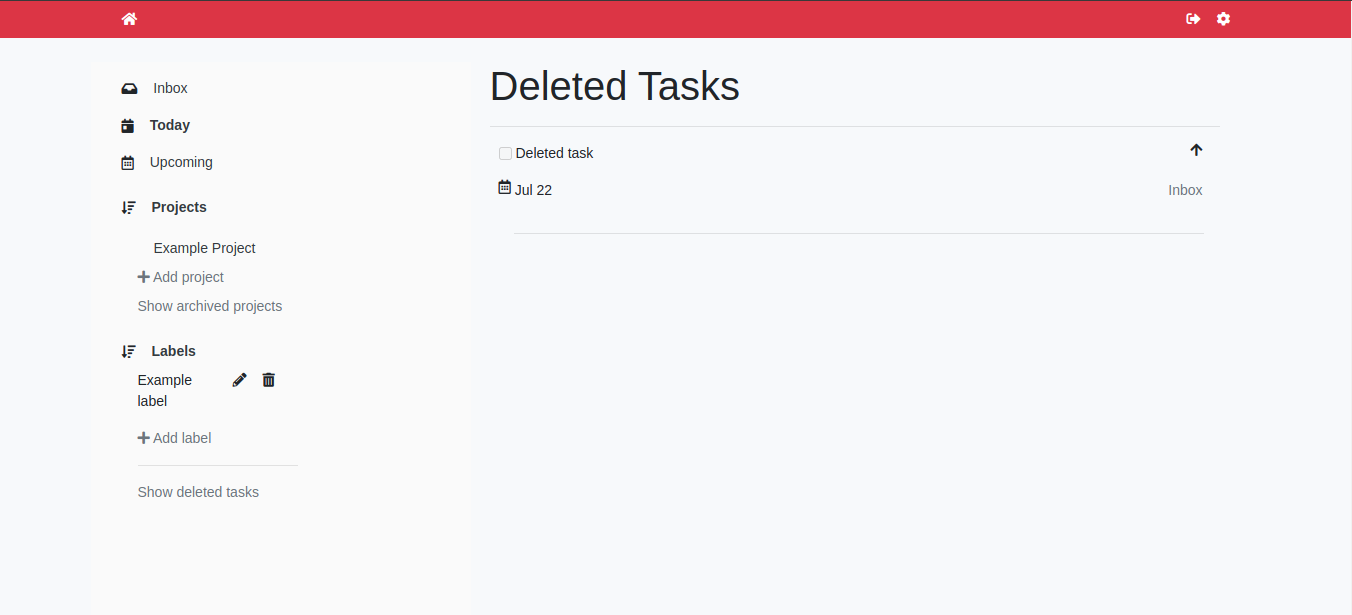 Inbox
Today
Upcoming
Projects
Example Project
Add project
Show archived projects
Labels
Example
label
Add label
Show deleted tasks
Deleted Tasks
Deleted task
Jul 22
Inbox